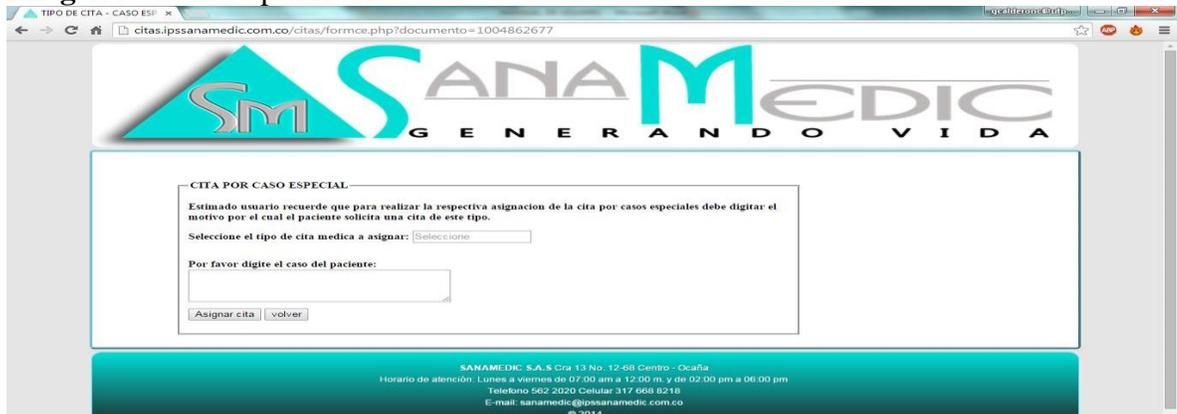 TIPO DE CITA - CASO ESP
citas.ipssanamedic.com.co/citas/formce.php?documento=1004862677
ABP
SM
SANAMEDIC
GENERANDO VIDA
CITA POR CASO ESPECIAL
Estimado usuario recuerde que para realizar la respectiva asignacion de la cita por casos especiales debe digitar el
motivo por el cual el paciente solicita una cita de este tipo.
Seleccione el tipo de cita medica a asignar: Seleccione
Por favor digite el caso del paciente:
Asignar cita volver
SANAMEDIC S.A.S Cra 13 No. 12-68 Centro - Ocaña
Horario de atención: Lunes a viernes de 07:00 am a 12:00 m. y de 02:00 pm a 06:00 pm
Telefono 562 2020 Celular 317 668 8218
E-mail: sanamedic@ipssanamedic.com.co
© 2014